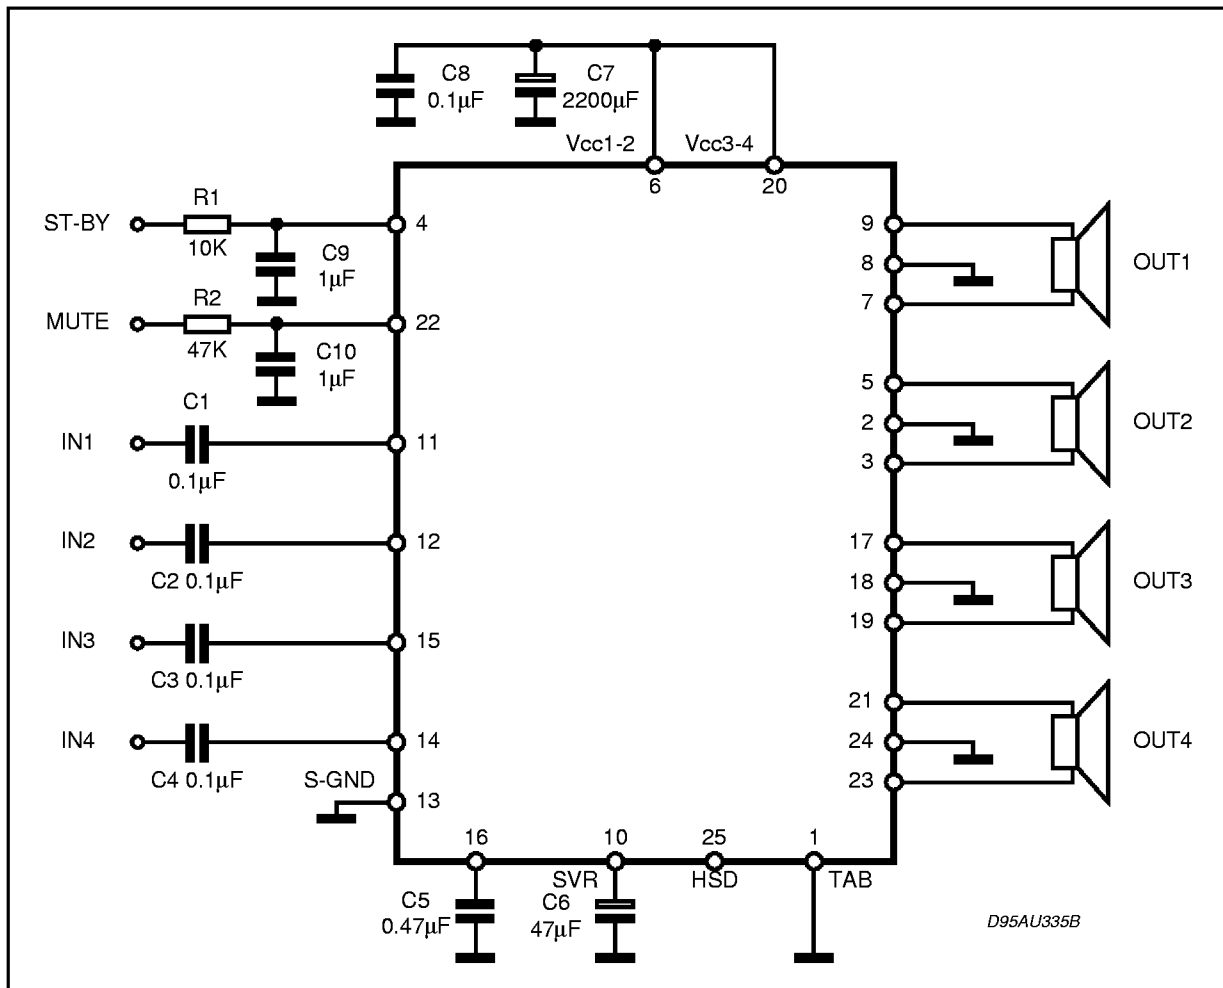 C8
0.1µF
C7
2200µF
Vcc1-2
Vcc3-4
6
20
ST-BY
R1
10K
4
C9
1µF
MUTE
R2
47K
22
C10
1µF
IN1
C1
0.1µF
11
IN2
C2 0.1µF
12
IN3
C3 0.1µF
15
IN4
C4 0.1µF
14
S-GND
13
9
8
7
OUT1
5
2
3
OUT2
17
18
19
OUT3
21
24
23
OUT4
16
10
25
1
SVR
HSD
TAB
C5
0.47µF
C6
47µF
D95AU335B